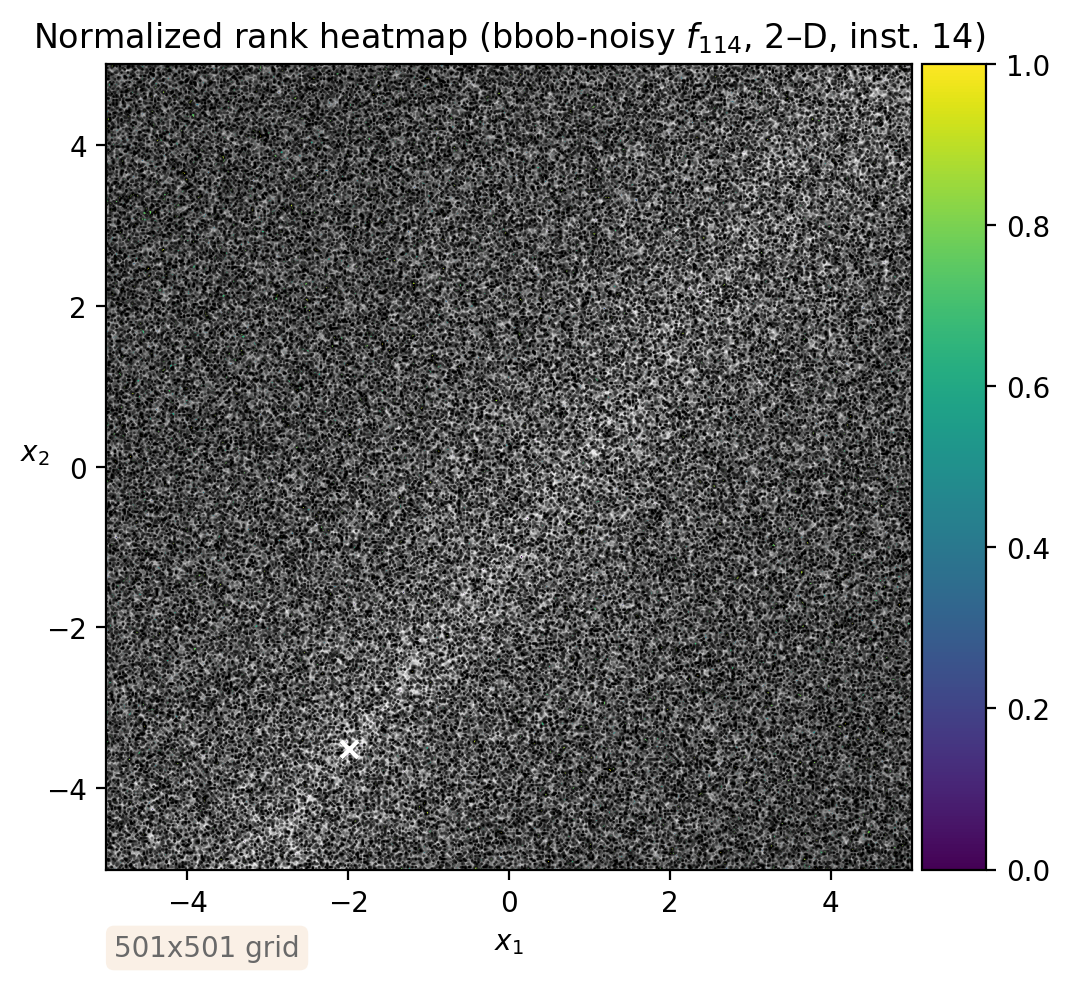 Normalized rank heatmap (bbob-noisy f₁₁₄, 2–D, inst. 14)
1.0
4
0.8
2
0.6
x₂ 0
0.4
−2
0.2
−4
0.0
−4 −2 0 2 4
501x501 grid x₁